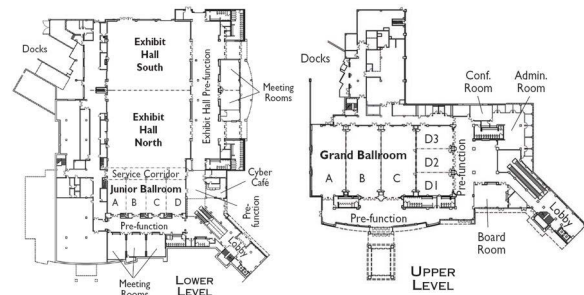 Docks
Exhibit
Hall
South
Exhibit Hall Pre-function
Meeting
Rooms
Exhibit
Hall
North
Service Corridor
Cyber
Café
Junior Ballroom
A B C D
Pre-
function
Pre-function
Lobby
Meeting
Rooms
LOWER
LEVEL
Docks
Conf.
Room
Admin.
Room
Grand Ballroom
A B C
D3
D2
D1
Pre-function
Pre-function
Lobby
Board
Room
UPPER
LEVEL